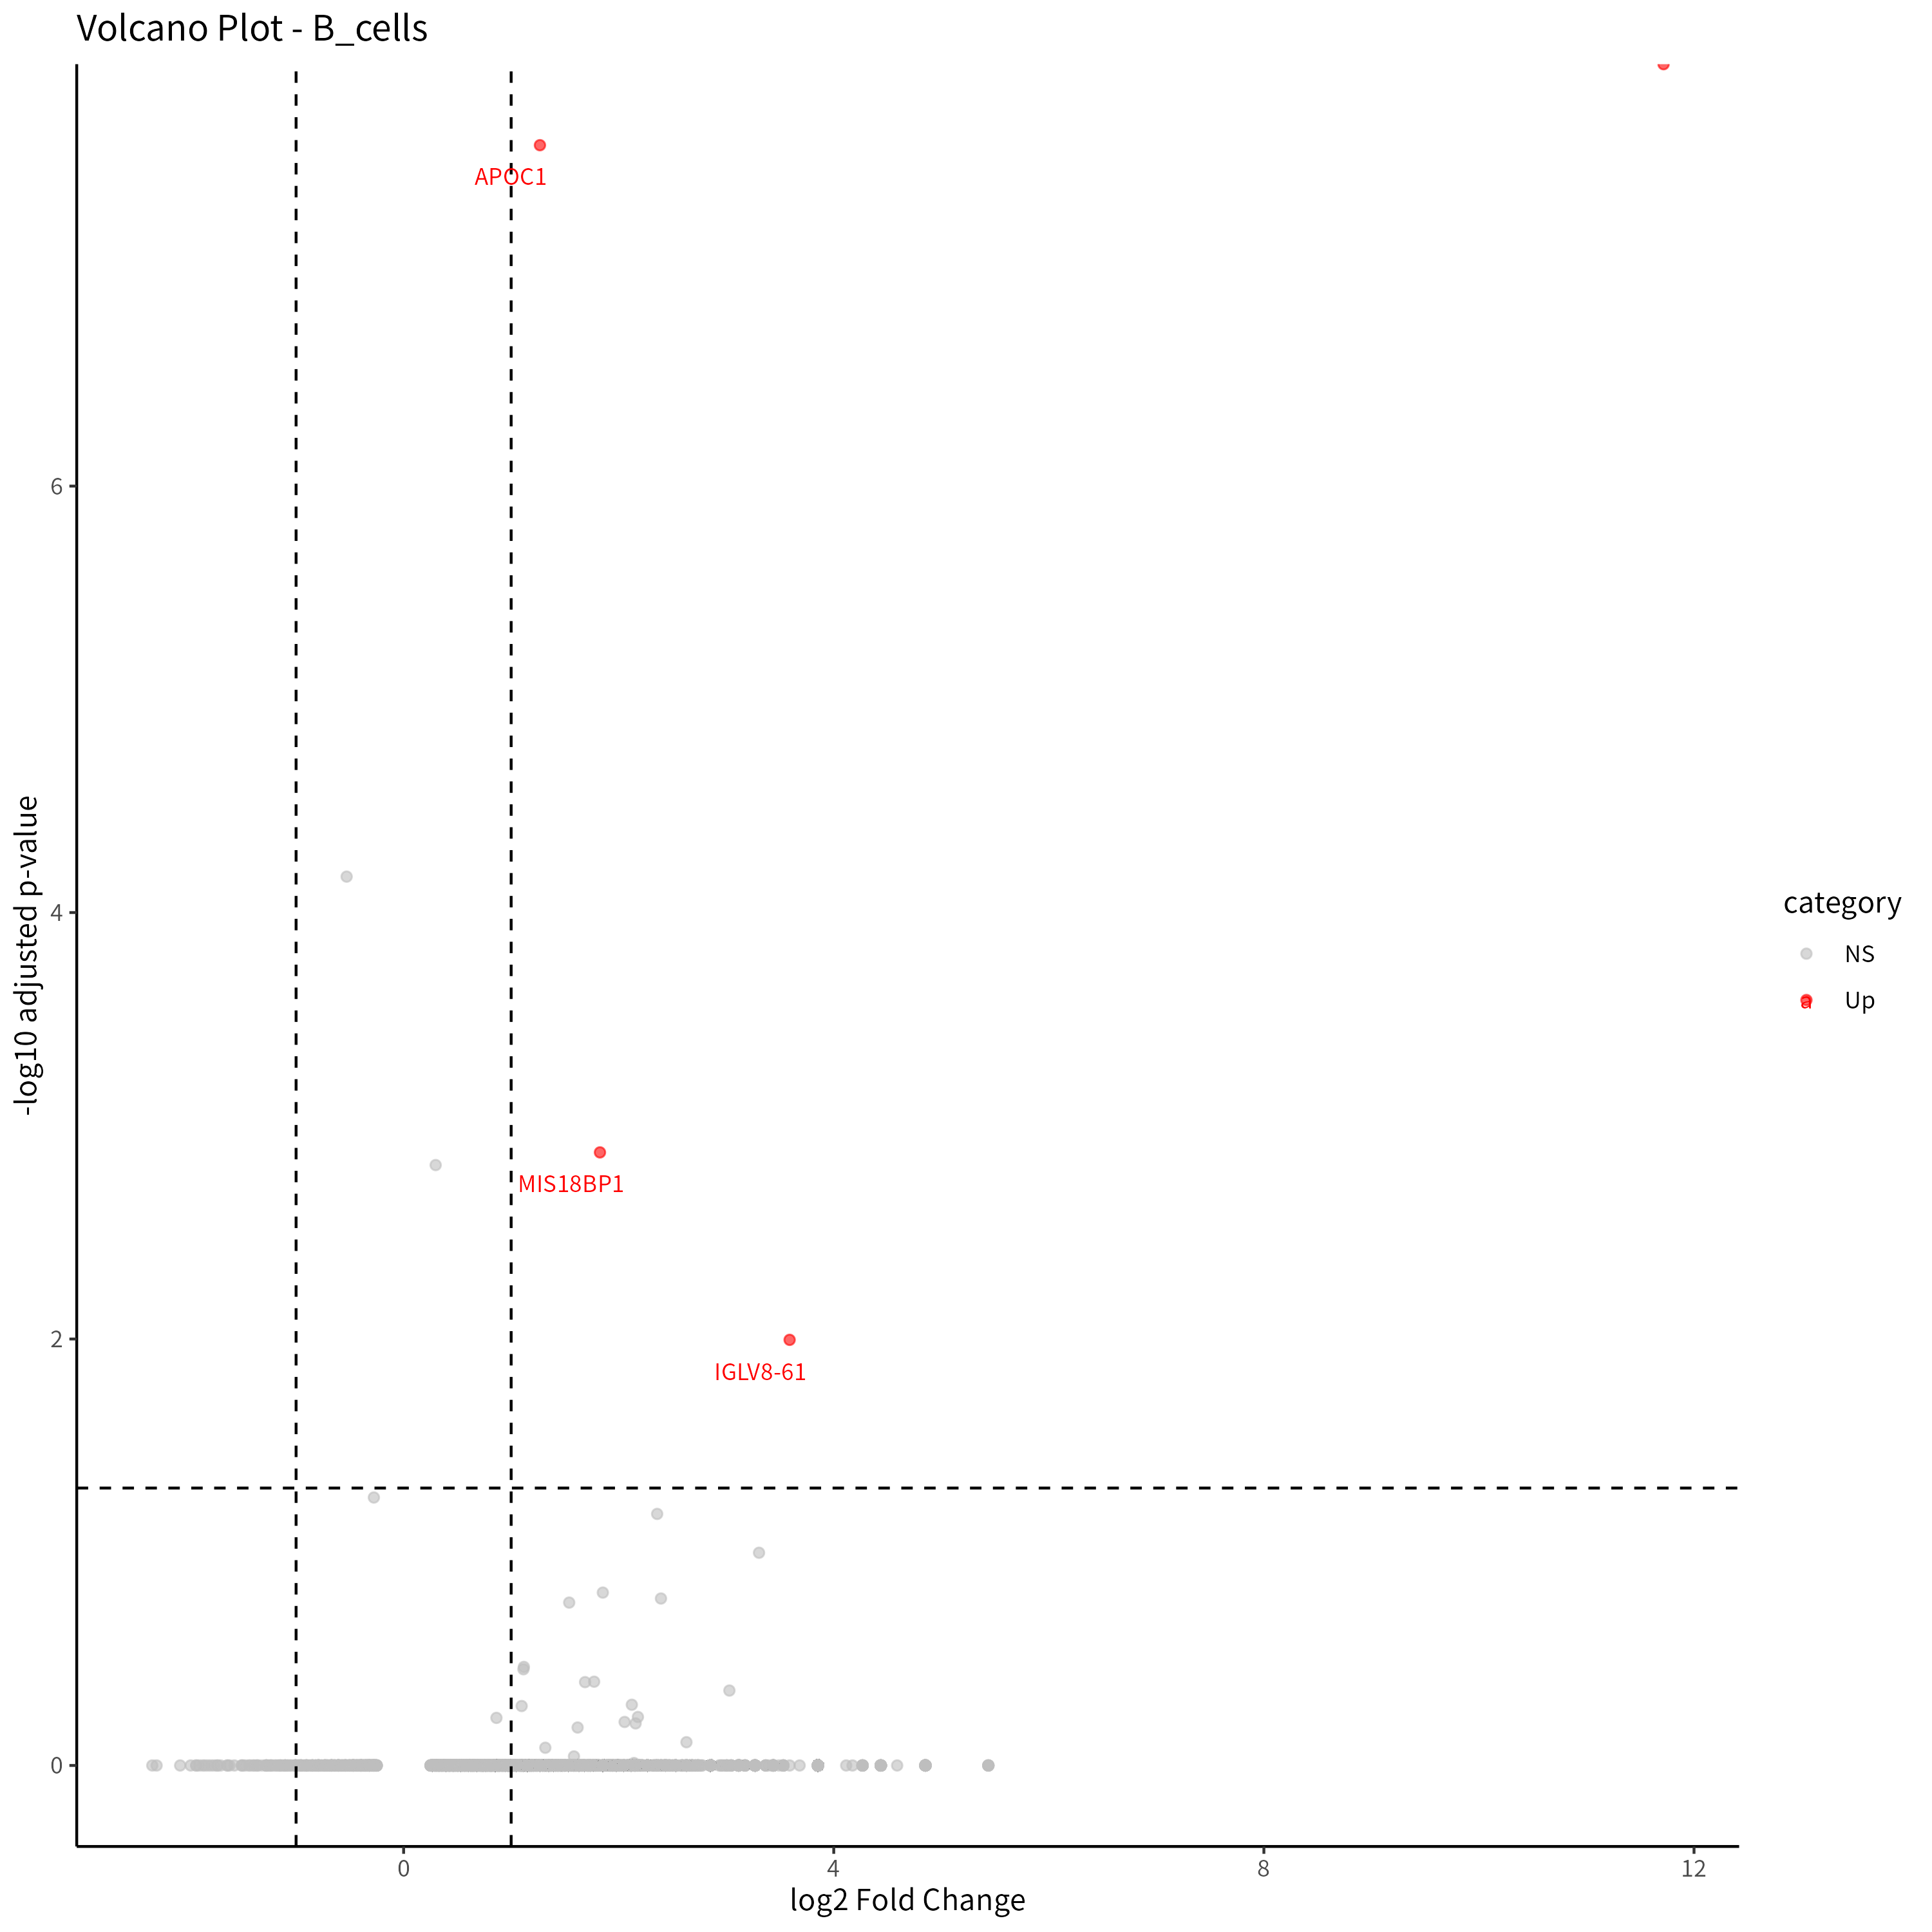 Volcano Plot - B_cells
APOC1
6
-log10 adjusted p-value
4
category
NS
a Up
MIS18BP1
2
IGLV8-61
0
0 4 8 12
log2 Fold Change